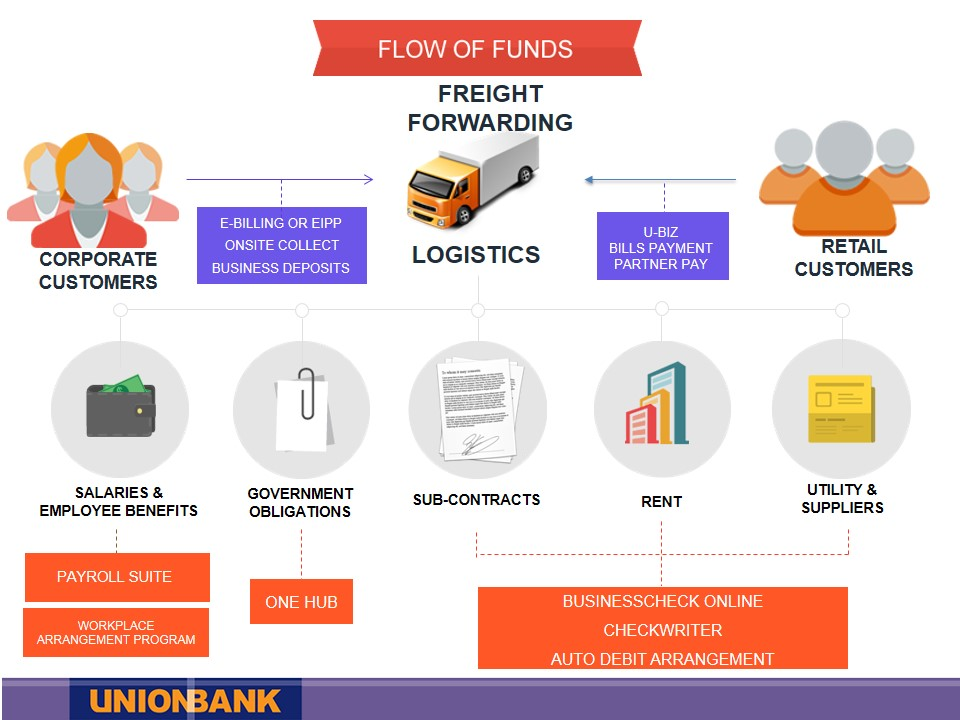 FLOW OF FUNDS
FREIGHT
FORWARDING
LOGISTICS
CORPORATE
CUSTOMERS
E-BILLING OR EIPP
ONSITE COLLECT
BUSINESS DEPOSITS
U-BIZ
BILLS PAYMENT
PARTNER PAY
RETAIL
CUSTOMERS
SALARIES &
EMPLOYEE BENEFITS
GOVERNMENT
OBLIGATIONS
SUB-CONTRACTS
RENT
UTILITY &
SUPPLIERS
PAYROLL SUITE
WORKPLACE
ARRANGEMENT PROGRAM
ONE HUB
BUSINESSCHECK ONLINE
CHECKWRITER
AUTO DEBIT ARRANGEMENT
UNIONBANK